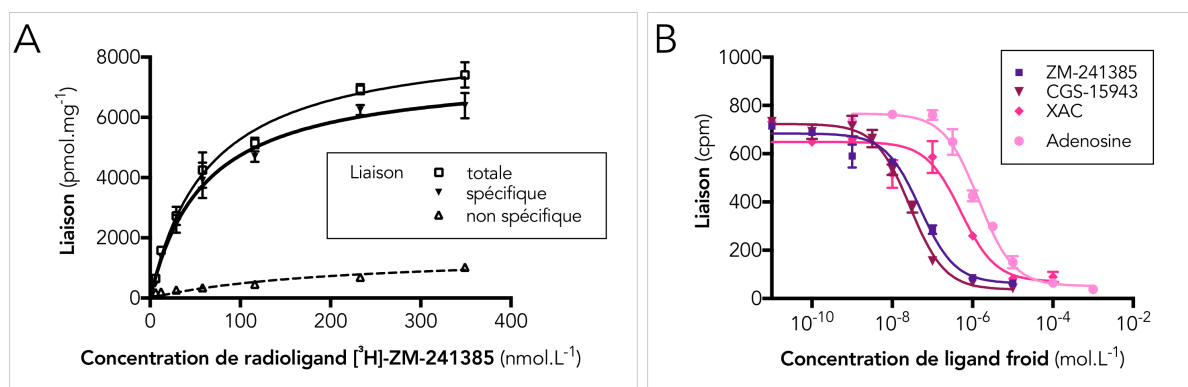 A
8000
6000
4000
2000
0
Liaison (pmol.mg⁻¹)
Liaison totale
spécifique
non spécifique
0 100 200 300 400
Concentration de radioligand [³H]-ZM-241385 (nmol.L⁻¹)
B
1000
800
600
400
200
0
Liaison (cpm)
ZM-241385
CGS-15943
XAC
Adenosine
10⁻¹⁰ 10⁻⁸ 10⁻⁶ 10⁻⁴ 10⁻²
Concentration de ligand froid (mol.L⁻¹)